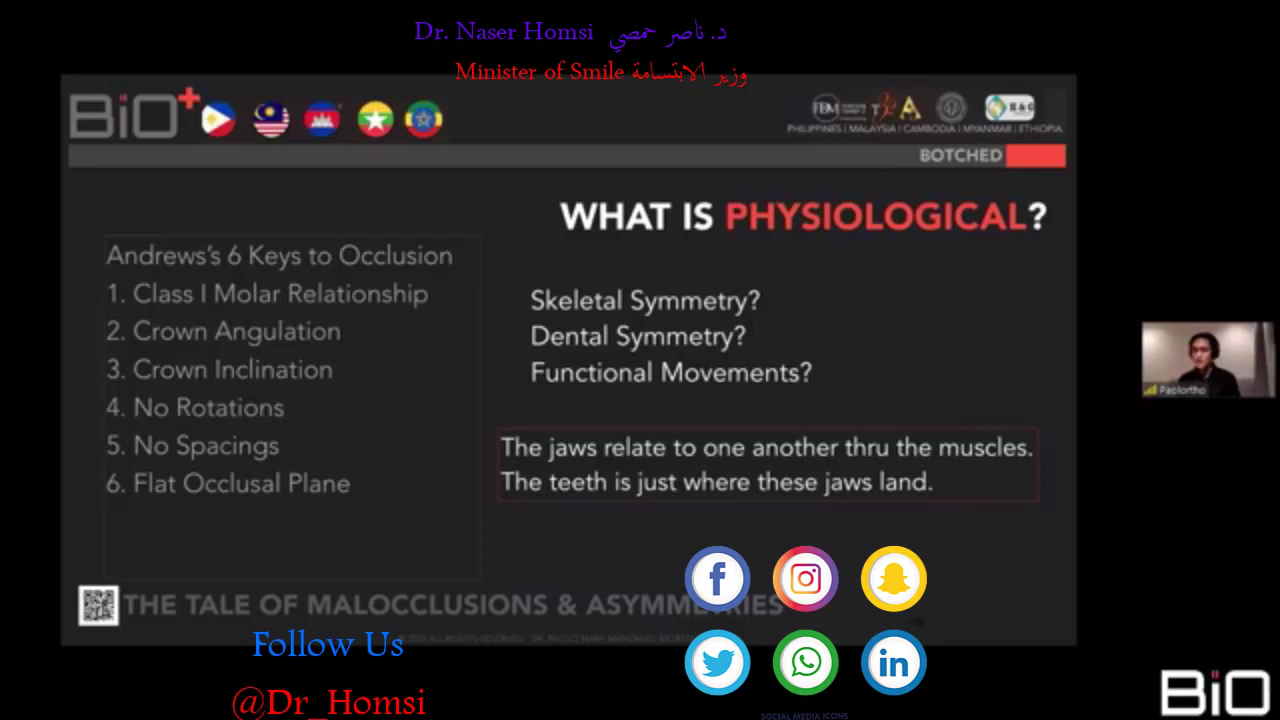 Dr. Naser Homsi د. ناصر حمصي
Minister of Smile وزير الابتسامة
BiO+
PHILIPPINES | MALAYSIA | CAMBODIA | MYANMAR | ETHIOPIA
BOTCHED
WHAT IS PHYSIOLOGICAL?
Andrews's 6 Keys to Occlusion
1. Class I Molar Relationship
2. Crown Angulation
3. Crown Inclination
4. No Rotations
5. No Spacings
6. Flat Occlusal Plane
Skeletal Symmetry?
Dental Symmetry?
Functional Movements?
The jaws relate to one another thru the muscles.
The teeth is just where these jaws land.
Paolortho
THE TALE OF MALOCCLUSIONS & ASYMMETRIES
Follow Us
@Dr_Homsi
SOCIAL MEDIA ICONS
BiO